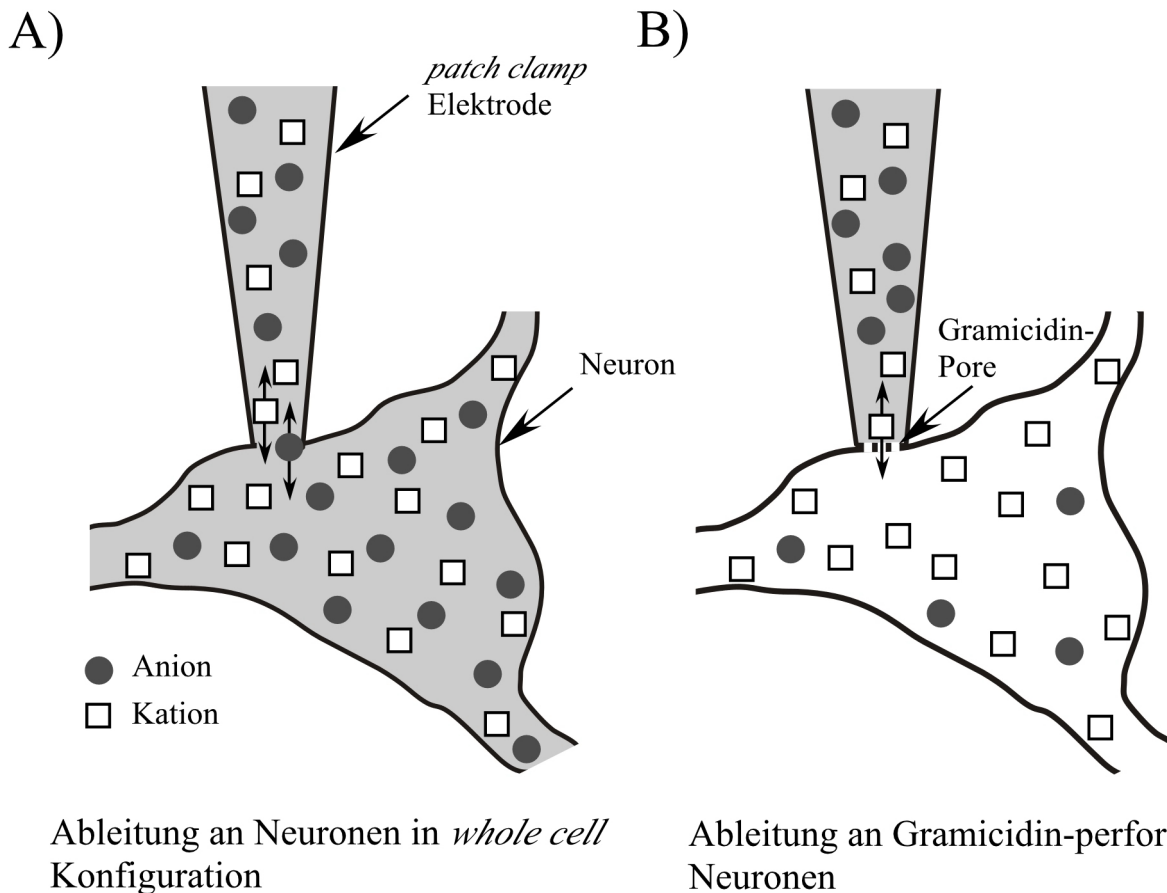 A)
B)
patch clamp
Elektrode
Neuron
Gramicidin-
Pore
Anion
Kation
Ableitung an Neuronen in whole cell
Konfiguration
Ableitung an Gramicidin-perfor
Neuronen